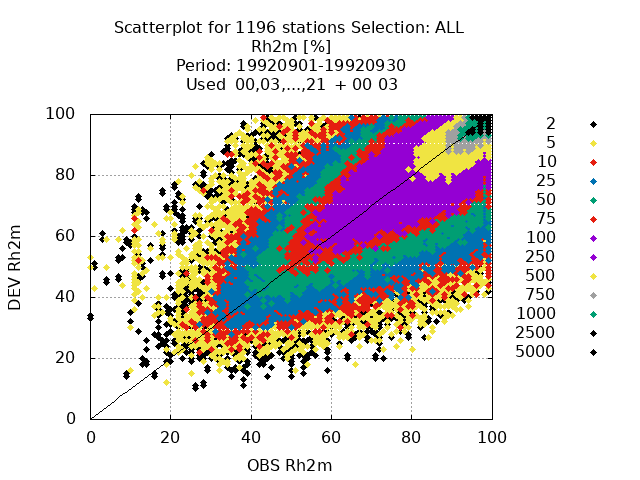 Scatterplot for 1196 stations Selection: ALL
Rh2m [%]
Period: 19920901-19920930
Used  00,03,...,21  + 00 03
100
80
60
40
20
0
DEV Rh2m
0 20 40 60 80 100
OBS Rh2m
2
5
10
25
50
75
100
250
500
750
1000
2500
5000